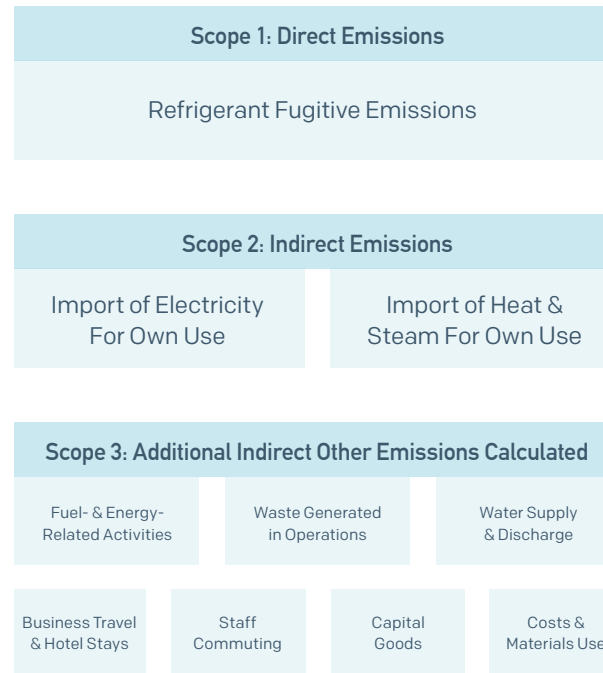 Scope 1: Direct Emissions
Refrigerant Fugitive Emissions
Scope 2: Indirect Emissions
Import of Electricity
For Own Use
Import of Heat &
Steam For Own Use
Scope 3: Additional Indirect Other Emissions Calculated
Fuel- & Energy-
Related Activities
Waste Generated
in Operations
Water Supply
& Discharge
Business Travel
& Hotel Stays
Staff
Commuting
Capital
Goods
Costs &
Materials Use